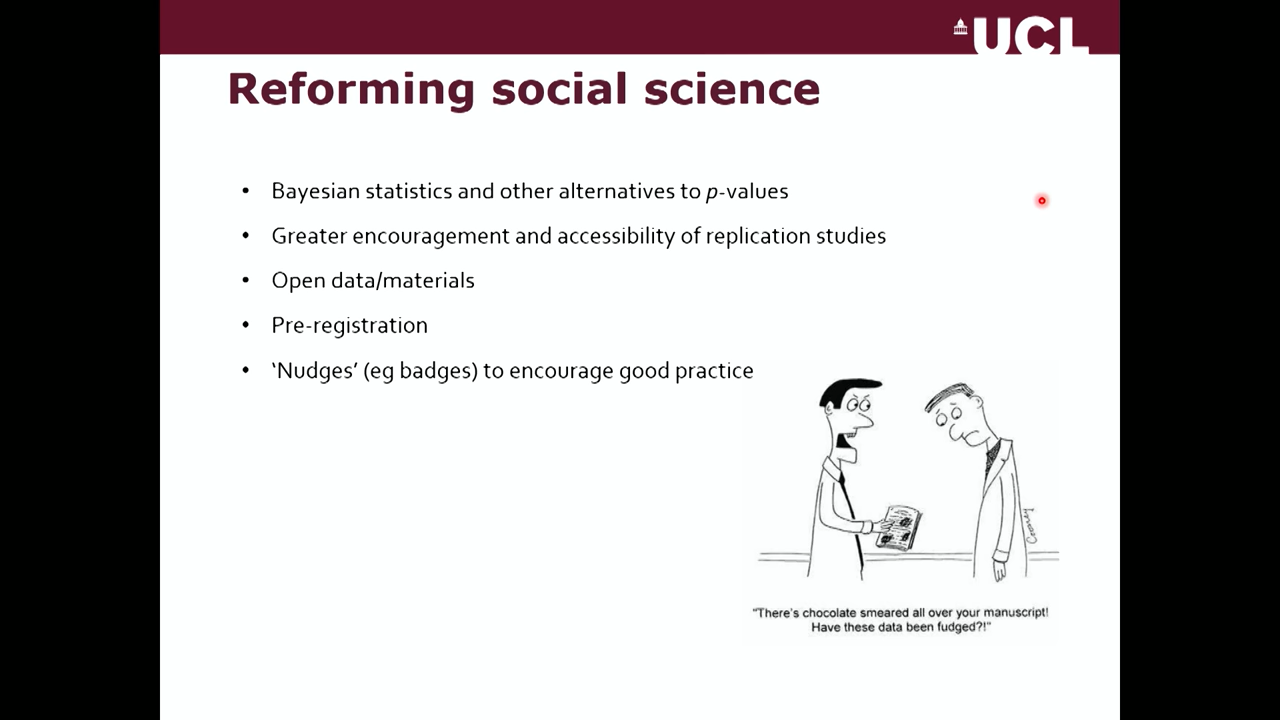 UCL
Reforming social science
• Bayesian statistics and other alternatives to p-values
• Greater encouragement and accessibility of replication studies
• Open data/materials
• Pre-registration
• ‘Nudges’ (eg badges) to encourage good practice
"There's chocolate smeared all over your manuscript!
Have these data been fudged?!"